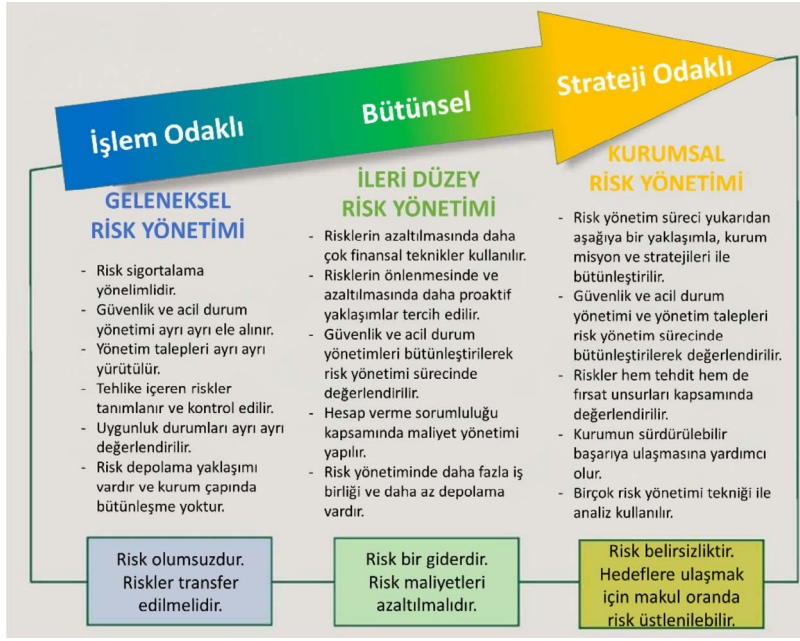 İşlem Odaklı
Bütünsel
Strateji Odaklı
GELENEKSEL
RİSK YÖNETİMİ
- Risk sigortalama
yönelimlidir.
- Güvenlik ve acil durum
yönetimi ayrı ayrı ele alınır.
- Yönetim talepleri ayrı ayrı
yürütülür.
- Tehlike içeren riskler
tanımlanır ve kontrol edilir.
- Uygunluk durumları ayrı ayrı
değerlendirilir.
- Risk depolama yaklaşımı
vardır ve kurum çapında
bütünleşme yoktur.
Risk olumsuzdur.
Riskler transfer
edilmelidir.
İLERİ DÜZEY
RİSK YÖNETİMİ
- Risklerin azaltılmasında daha
çok finansal teknikler kullanılır.
- Risklerin önlenmesinde ve
azaltılmasında daha proaktif
yaklaşımlar tercih edilir.
- Güvenlik ve acil durum
yönetimleri bütünleştirilerek
risk yönetimi sürecinde
değerlendirilir.
- Hesap verme sorumluluğu
kapsamında maliyet yönetimi
yapılır.
- Risk yönetiminde daha fazla iş
birliği ve daha az depolama
vardır.
Risk bir giderdir.
Risk maliyetleri
azaltılmalıdır.
KURUMSAL
RİSK YÖNETİMİ
- Risk yönetim süreci yukarıdan
aşağıya bir yaklaşımla, kurum
misyon ve stratejileri ile
bütünleştirilir.
- Güvenlik ve acil durum
yönetimi ve yönetim talepleri
risk yönetim sürecinde
bütünleştirilerek değerlendirilir.
- Riskler hem tehdit hem de
fırsat unsurları kapsamında
değerlendirilir.
- Kurumun sürdürülebilir
başarıya ulaşmasına yardımcı
olur.
- Birçok risk yönetimi tekniği ile
analiz kullanılır.
Risk belirsizliktir.
Hedeflere ulaşmak
için makul oranda
risk üstlenilebilir.